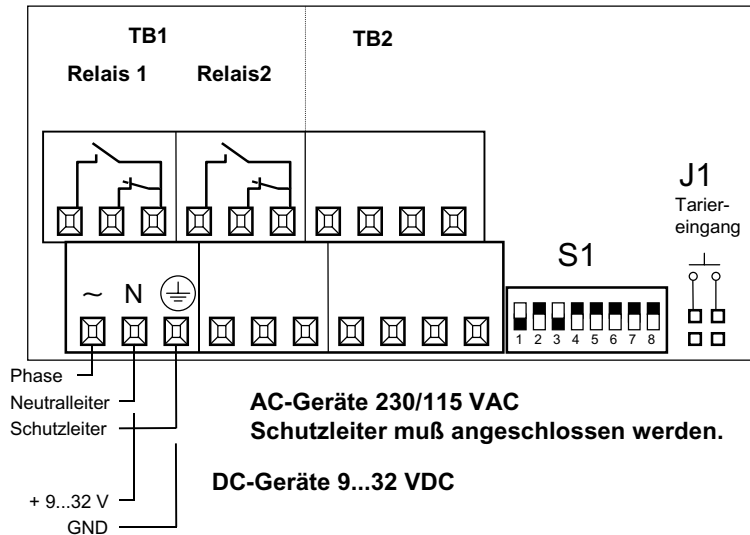 TB1
TB2
Relais 1
Relais2
J1
Tarier-
eingang
S1
~ N
1 2 3 4 5 6 7 8
Phase
Neutralleiter
Schutzleiter
AC-Geräte 230/115 VAC
Schutzleiter muß angeschlossen werden.
DC-Geräte 9...32 VDC
+ 9...32 V
GND